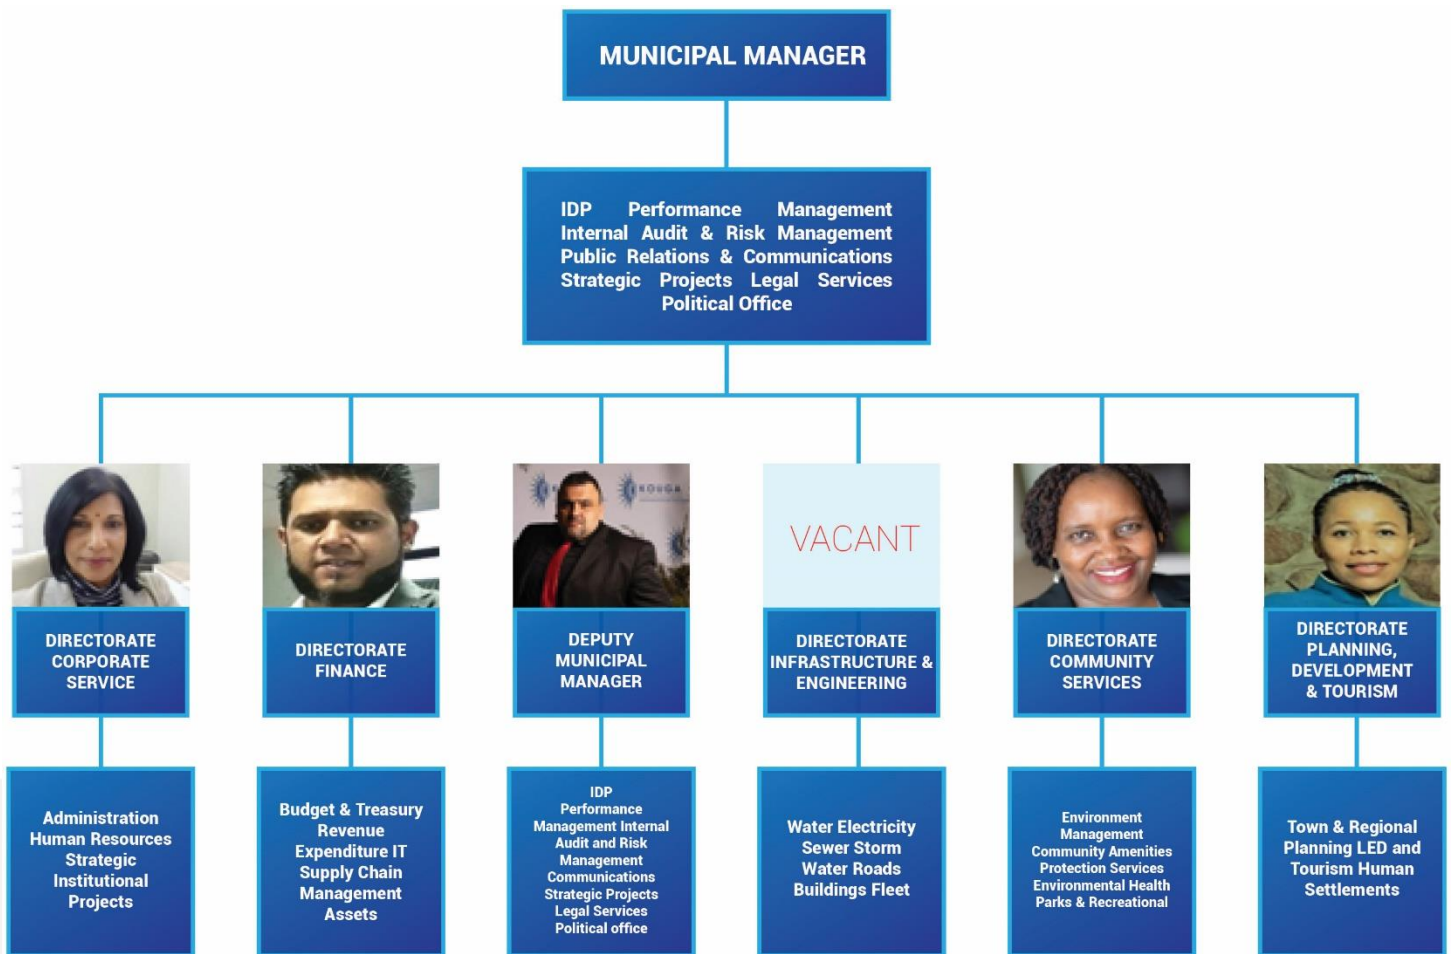 MUNICIPAL MANAGER
IDP Performance Management
Internal Audit & Risk Management
Public Relations & Communications
Strategic Projects Legal Services
Political Office
KOUGA
VACANT
DIRECTORATE
CORPORATE
SERVICE
DIRECTORATE
FINANCE
DEPUTY
MUNICIPAL
MANAGER
DIRECTORATE
INFRASTRUCTURE &
ENGINEERING
DIRECTORATE
COMMUNITY
SERVICES
DIRECTORATE
PLANNING,
DEVELOPMENT
& TOURISM
Administration
Human Resources
Strategic
Institutional
Projects
Budget & Treasury
Revenue
Expenditure IT
Supply Chain
Management
Assets
IDP
Performance
Management Internal
Audit and Risk
Management
Communications
Strategic Projects
Legal Services
Political office
Water Electricity
Sewer Storm
Water Roads
Buildings Fleet
Environment
Management
Community Amenities
Protection Services
Environmental Health
Parks & Recreational
Town & Regional
Planning LED and
Tourism Human
Settlements